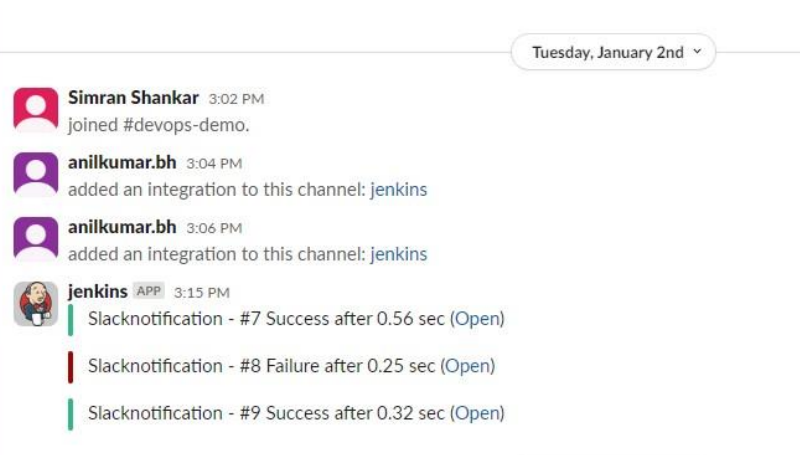 Tuesday, January 2nd
Simran Shankar 3:02 PM
joined #devops-demo.
anilkumar.bh 3:04 PM
added an integration to this channel: jenkins
anilkumar.bh 3:06 PM
added an integration to this channel: jenkins
jenkins APP 3:15 PM
Slacknotification - #7 Success after 0.56 sec (Open)
Slacknotification - #8 Failure after 0.25 sec (Open)
Slacknotification - #9 Success after 0.32 sec (Open)